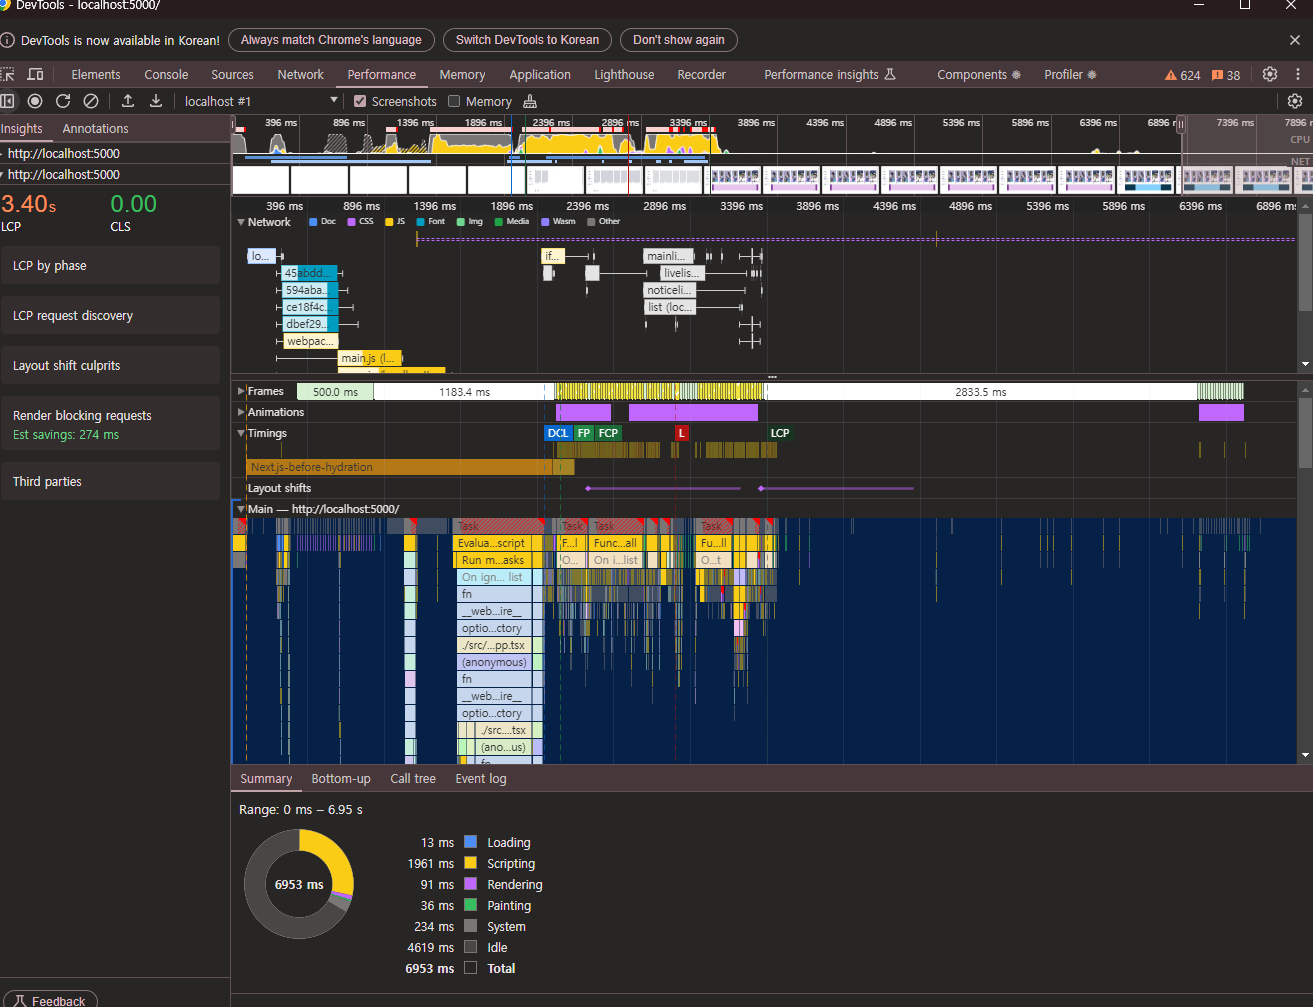 DevTools - localhost:5000/
DevTools is now available in Korean! Always match Chrome's language Switch DevTools to Korean Don't show again
Elements Console Sources Network Performance Memory Application Lighthouse Recorder Performance insights Components Profiler 624 38
localhost #1 Screenshots Memory
Insights Annotations
396 ms 896 ms 1396 ms 1896 ms 2396 ms 2896 ms 3396 ms 3896 ms 4396 ms 4896 ms 5396 ms 5896 ms 6396 ms 6896 ms 7396 ms 7896 m
CPU
NET
http://localhost:5000
http://localhost:5000
3.40s 0.00
LCP CLS
LCP by phase
LCP request discovery
Layout shift culprits
Render blocking requests
Est savings: 274 ms
Third parties
Feedback
396 ms 896 ms 1396 ms 1896 ms 2396 ms 2896 ms 3396 ms 3896 ms 4396 ms 4896 ms 5396 ms 5896 ms 6396 ms 6896 ms
Network Doc CSS JS Font Img Media Wasm Other
lo... if... mainli...
45abdd... livelis...
594aba... noticeli...
ce18f4c... list (loc...
dbef29...
webpac...
main.js (l...
Frames 500.0 ms 1183.4 ms 2833.5 ms
Animations
Timings DCL FP FCP L LCP
Next.js-before-hydration
Layout shifts
Main — http://localhost:5000/
Task Task Task Task
Evalua...script F...l Func...all Fu...ll
Run m...asks O... On i...list O...t
On ign... list
fn
__web...ire__
optio...ctory
./src/...pp.tsx
(anonymous)
fn
__web...ire__
optio...ctory
./src....tsx
(ano...us)
fn
Summary Bottom-up Call tree Event log
Range: 0 ms – 6.95 s
6953 ms
13 ms Loading
1961 ms Scripting
91 ms Rendering
36 ms Painting
234 ms System
4619 ms Idle
6953 ms Total